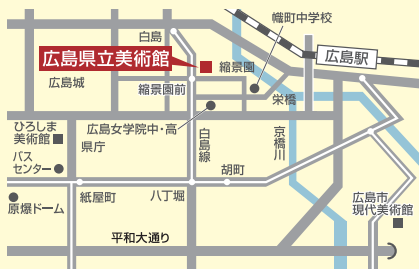 白島
幟町中学校
広島県立美術館
広島駅
縮景園
広島城
縮景園前
栄橋
ひろしま
美術館
広島女学院中・高
県庁
バス
センター
白島線
京橋川
胡町
紙屋町
八丁堀
広島市
現代美術館
原爆ドーム
平和大通り